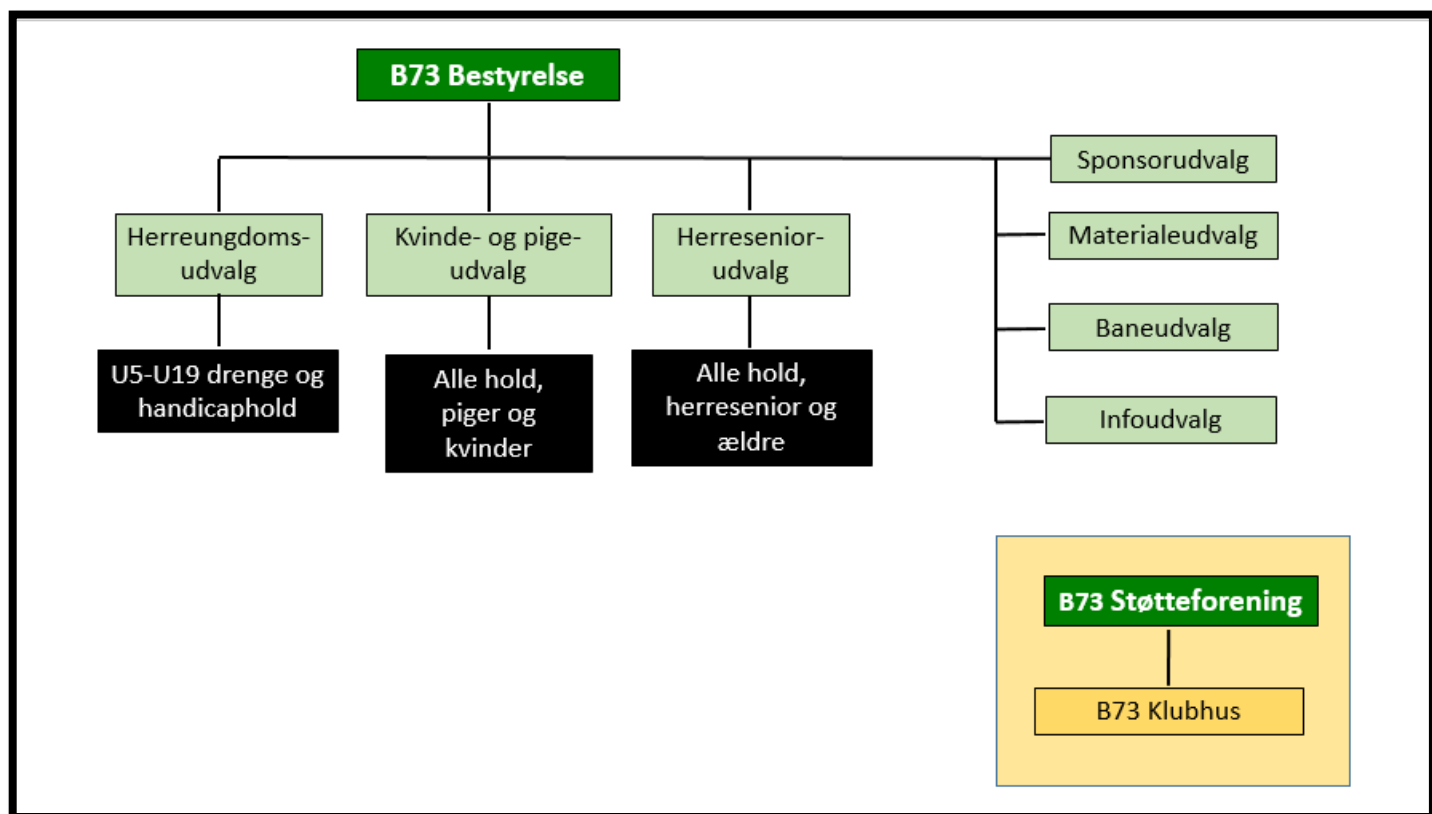 B73 Bestyrelse
Herreungdoms-
udvalg
Kvinde- og pige-
udvalg
Herresenior-
udvalg
Sponsorudvalg
Materialeudvalg
Baneudvalg
Infoudvalg
U5-U19 drenge og
handicaphold
Alle hold,
piger og
kvinder
Alle hold,
herresenior og
ældre
B73 Støtteforening
B73 Klubhus